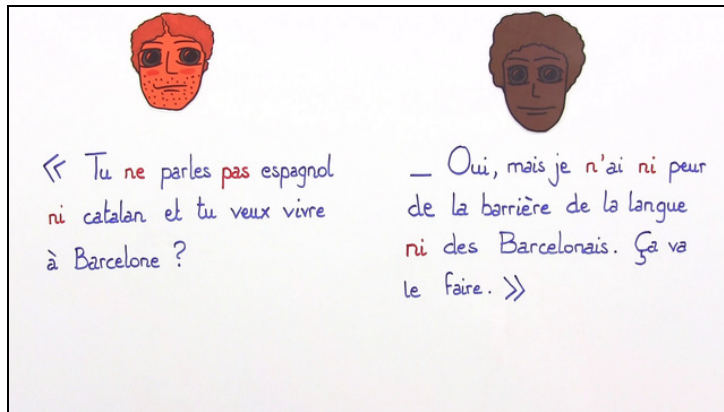 « Tu ne parles pas espagnol
ni catalan et tu veux vivre
à Barcelone ?
_ Oui, mais je n'ai ni peur
de la barrière de la langue
ni des Barcelonais. Ça va
le faire. »